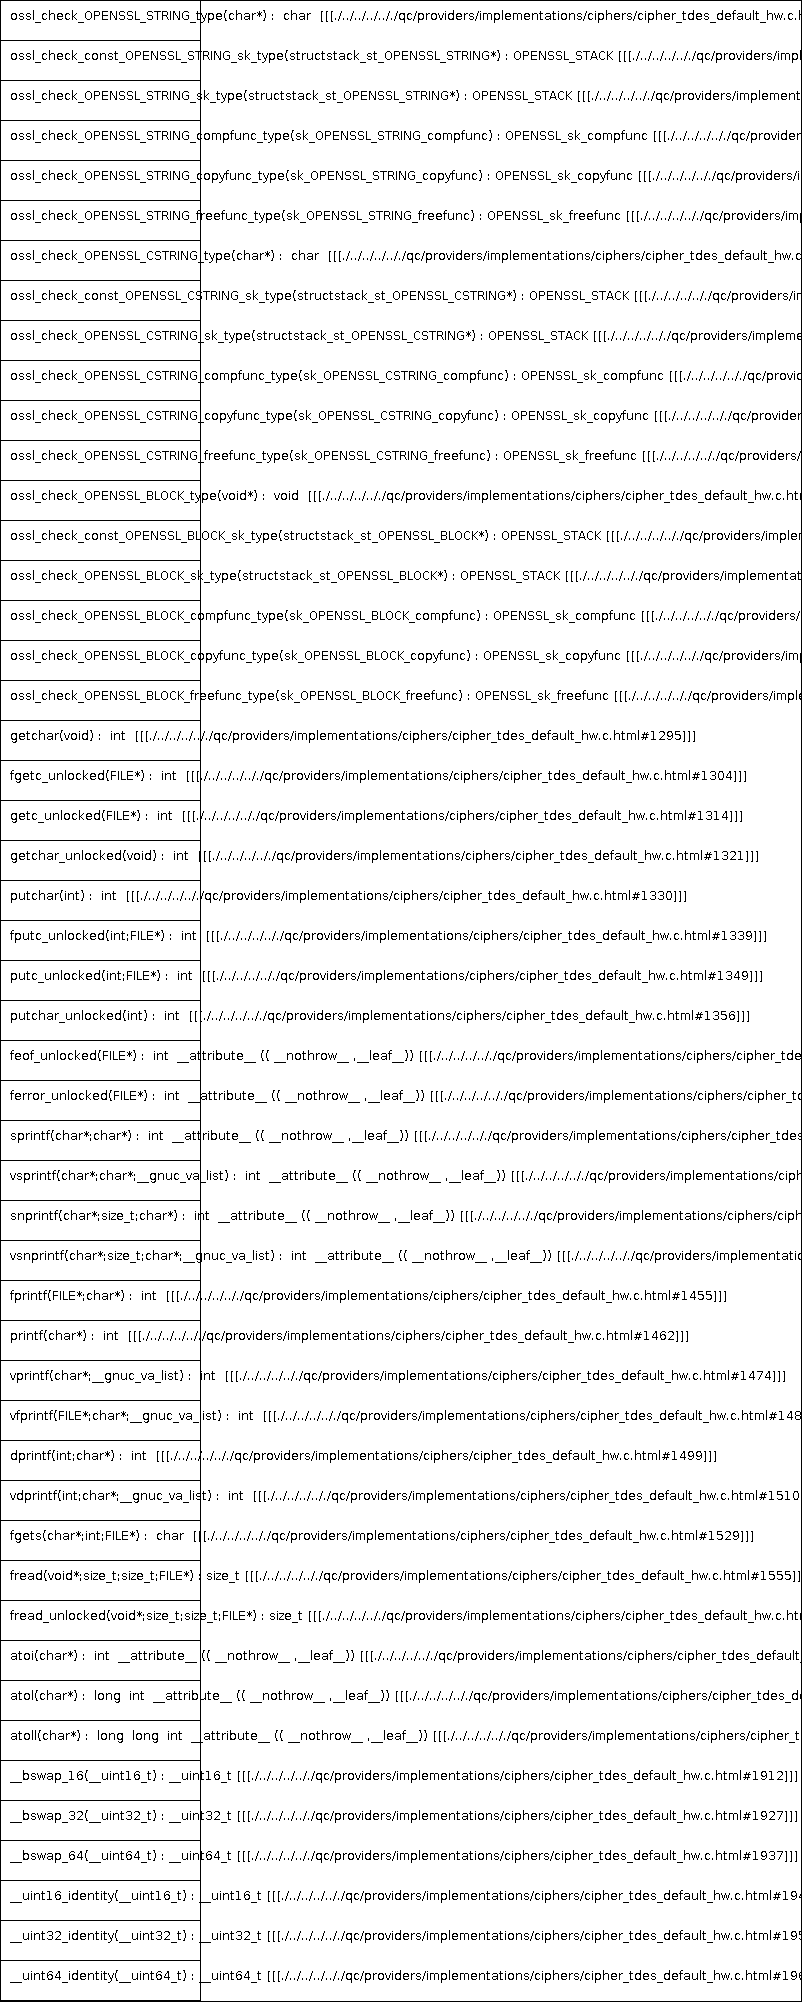 ossl_check_OPENSSL_STRING_type(char*) :  char  [[[./../../../../../qc/providers/implementations/ciphers/cipher_tdes_default_hw.c.h
ossl_check_const_OPENSSL_STRING_sk_type(structstack_st_OPENSSL_STRING*) : OPENSSL_STACK [[[./../../../../../qc/providers/impl
ossl_check_OPENSSL_STRING_sk_type(structstack_st_OPENSSL_STRING*) : OPENSSL_STACK [[[./../../../../../qc/providers/implement
ossl_check_OPENSSL_STRING_compfunc_type(sk_OPENSSL_STRING_compfunc) : OPENSSL_sk_compfunc [[[./../../../../../qc/provider
ossl_check_OPENSSL_STRING_copyfunc_type(sk_OPENSSL_STRING_copyfunc) : OPENSSL_sk_copyfunc [[[./../../../../../qc/providers/i
ossl_check_OPENSSL_STRING_freefunc_type(sk_OPENSSL_STRING_freefunc) : OPENSSL_sk_freefunc [[[./../../../../../qc/providers/im
ossl_check_OPENSSL_CSTRING_type(char*) :  char  [[[./../../../../../qc/providers/implementations/ciphers/cipher_tdes_default_hw.c
ossl_check_const_OPENSSL_CSTRING_sk_type(structstack_st_OPENSSL_CSTRING*) : OPENSSL_STACK [[[./../../../../../qc/providers/i
ossl_check_OPENSSL_CSTRING_sk_type(structstack_st_OPENSSL_CSTRING*) : OPENSSL_STACK [[[./../../../../../qc/providers/impleme
ossl_check_OPENSSL_CSTRING_compfunc_type(sk_OPENSSL_CSTRING_compfunc) : OPENSSL_sk_compfunc [[[./../../../../../qc/provid
ossl_check_OPENSSL_CSTRING_copyfunc_type(sk_OPENSSL_CSTRING_copyfunc) : OPENSSL_sk_copyfunc [[[./../../../../../qc/provider
ossl_check_OPENSSL_CSTRING_freefunc_type(sk_OPENSSL_CSTRING_freefunc) : OPENSSL_sk_freefunc [[[./../../../../../qc/providers/
ossl_check_OPENSSL_BLOCK_type(void*) :  void  [[[./../../../../../qc/providers/implementations/ciphers/cipher_tdes_default_hw.c.ht
ossl_check_const_OPENSSL_BLOCK_sk_type(structstack_st_OPENSSL_BLOCK*) : OPENSSL_STACK [[[./../../../../../qc/providers/imple
ossl_check_OPENSSL_BLOCK_sk_type(structstack_st_OPENSSL_BLOCK*) : OPENSSL_STACK [[[./../../../../../qc/providers/implementat
ossl_check_OPENSSL_BLOCK_compfunc_type(sk_OPENSSL_BLOCK_compfunc) : OPENSSL_sk_compfunc [[[./../../../../../qc/providers/
ossl_check_OPENSSL_BLOCK_copyfunc_type(sk_OPENSSL_BLOCK_copyfunc) : OPENSSL_sk_copyfunc [[[./../../../../../qc/providers/im
ossl_check_OPENSSL_BLOCK_freefunc_type(sk_OPENSSL_BLOCK_freefunc) : OPENSSL_sk_freefunc [[[./../../../../../qc/providers/imple
getchar(void) :  int  [[[./../../../../../qc/providers/implementations/ciphers/cipher_tdes_default_hw.c.html#1295]]]
fgetc_unlocked(FILE*) :  int  [[[./../../../../../qc/providers/implementations/ciphers/cipher_tdes_default_hw.c.html#1304]]]
getc_unlocked(FILE*) :  int  [[[./../../../../../qc/providers/implementations/ciphers/cipher_tdes_default_hw.c.html#1314]]]
getchar_unlocked(void) :  int  [[[./../../../../../qc/providers/implementations/ciphers/cipher_tdes_default_hw.c.html#1321]]]
putchar(int) :  int  [[[./../../../../../qc/providers/implementations/ciphers/cipher_tdes_default_hw.c.html#1330]]]
fputc_unlocked(int;FILE*) :  int  [[[./../../../../../qc/providers/implementations/ciphers/cipher_tdes_default_hw.c.html#1339]]]
putc_unlocked(int;FILE*) :  int  [[[./../../../../../qc/providers/implementations/ciphers/cipher_tdes_default_hw.c.html#1349]]]
putchar_unlocked(int) :  int  [[[./../../../../../qc/providers/implementations/ciphers/cipher_tdes_default_hw.c.html#1356]]]
feof_unlocked(FILE*) :  int  __attribute__ (( __nothrow__ ,__leaf__)) [[[./../../../../../qc/providers/implementations/ciphers/cipher_tde
ferror_unlocked(FILE*) :  int  __attribute__ (( __nothrow__ ,__leaf__)) [[[./../../../../../qc/providers/implementations/ciphers/cipher_td
sprintf(char*;char*) :  int  __attribute__ (( __nothrow__ ,__leaf__)) [[[./../../../../../qc/providers/implementations/ciphers/cipher_tdes
vsprintf(char*;char*;__gnuc_va_list) :  int  __attribute__ (( __nothrow__ ,__leaf__)) [[[./../../../../../qc/providers/implementations/ciph
snprintf(char*;size_t;char*) :  int  __attribute__ (( __nothrow__ ,__leaf__)) [[[./../../../../../qc/providers/implementations/ciphers/ciph
vsnprintf(char*;size_t;char*;__gnuc_va_list) :  int  __attribute__ (( __nothrow__ ,__leaf__)) [[[./../../../../../qc/providers/implementatio
fprintf(FILE*;char*) :  int  [[[./../../../../../qc/providers/implementations/ciphers/cipher_tdes_default_hw.c.html#1455]]]
printf(char*) :  int  [[[./../../../../../qc/providers/implementations/ciphers/cipher_tdes_default_hw.c.html#1462]]]
vprintf(char*;__gnuc_va_list) :  int  [[[./../../../../../qc/providers/implementations/ciphers/cipher_tdes_default_hw.c.html#1474]]]
vfprintf(FILE*;char*;__gnuc_va_list) :  int  [[[./../../../../../qc/providers/implementations/ciphers/cipher_tdes_default_hw.c.html#148
dprintf(int;char*) :  int  [[[./../../../../../qc/providers/implementations/ciphers/cipher_tdes_default_hw.c.html#1499]]]
vdprintf(int;char*;__gnuc_va_list) :  int  [[[./../../../../../qc/providers/implementations/ciphers/cipher_tdes_default_hw.c.html#1510
fgets(char*;int;FILE*) :  char  [[[./../../../../../qc/providers/implementations/ciphers/cipher_tdes_default_hw.c.html#1529]]]
fread(void*;size_t;size_t;FILE*) : size_t [[[./../../../../../qc/providers/implementations/ciphers/cipher_tdes_default_hw.c.html#1555]]
fread_unlocked(void*;size_t;size_t;FILE*) : size_t [[[./../../../../../qc/providers/implementations/ciphers/cipher_tdes_default_hw.c.ht
atoi(char*) :  int  __attribute__ (( __nothrow__ ,__leaf__)) [[[./../../../../../qc/providers/implementations/ciphers/cipher_tdes_default_
atol(char*) :  long  int  __attribute__ (( __nothrow__ ,__leaf__)) [[[./../../../../../qc/providers/implementations/ciphers/cipher_tdes_d
atoll(char*) :  long  long  int  __attribute__ (( __nothrow__ ,__leaf__)) [[[./../../../../../qc/providers/implementations/ciphers/cipher_t
__bswap_16(__uint16_t) : __uint16_t [[[./../../../../../qc/providers/implementations/ciphers/cipher_tdes_default_hw.c.html#1912]]]
__bswap_32(__uint32_t) : __uint32_t [[[./../../../../../qc/providers/implementations/ciphers/cipher_tdes_default_hw.c.html#1927]]]
__bswap_64(__uint64_t) : __uint64_t [[[./../../../../../qc/providers/implementations/ciphers/cipher_tdes_default_hw.c.html#1937]]]
__uint16_identity(__uint16_t) : __uint16_t [[[./../../../../../qc/providers/implementations/ciphers/cipher_tdes_default_hw.c.html#194
__uint32_identity(__uint32_t) : __uint32_t [[[./../../../../../qc/providers/implementations/ciphers/cipher_tdes_default_hw.c.html#195
__uint64_identity(__uint64_t) : __uint64_t [[[./../../../../../qc/providers/implementations/ciphers/cipher_tdes_default_hw.c.html#196